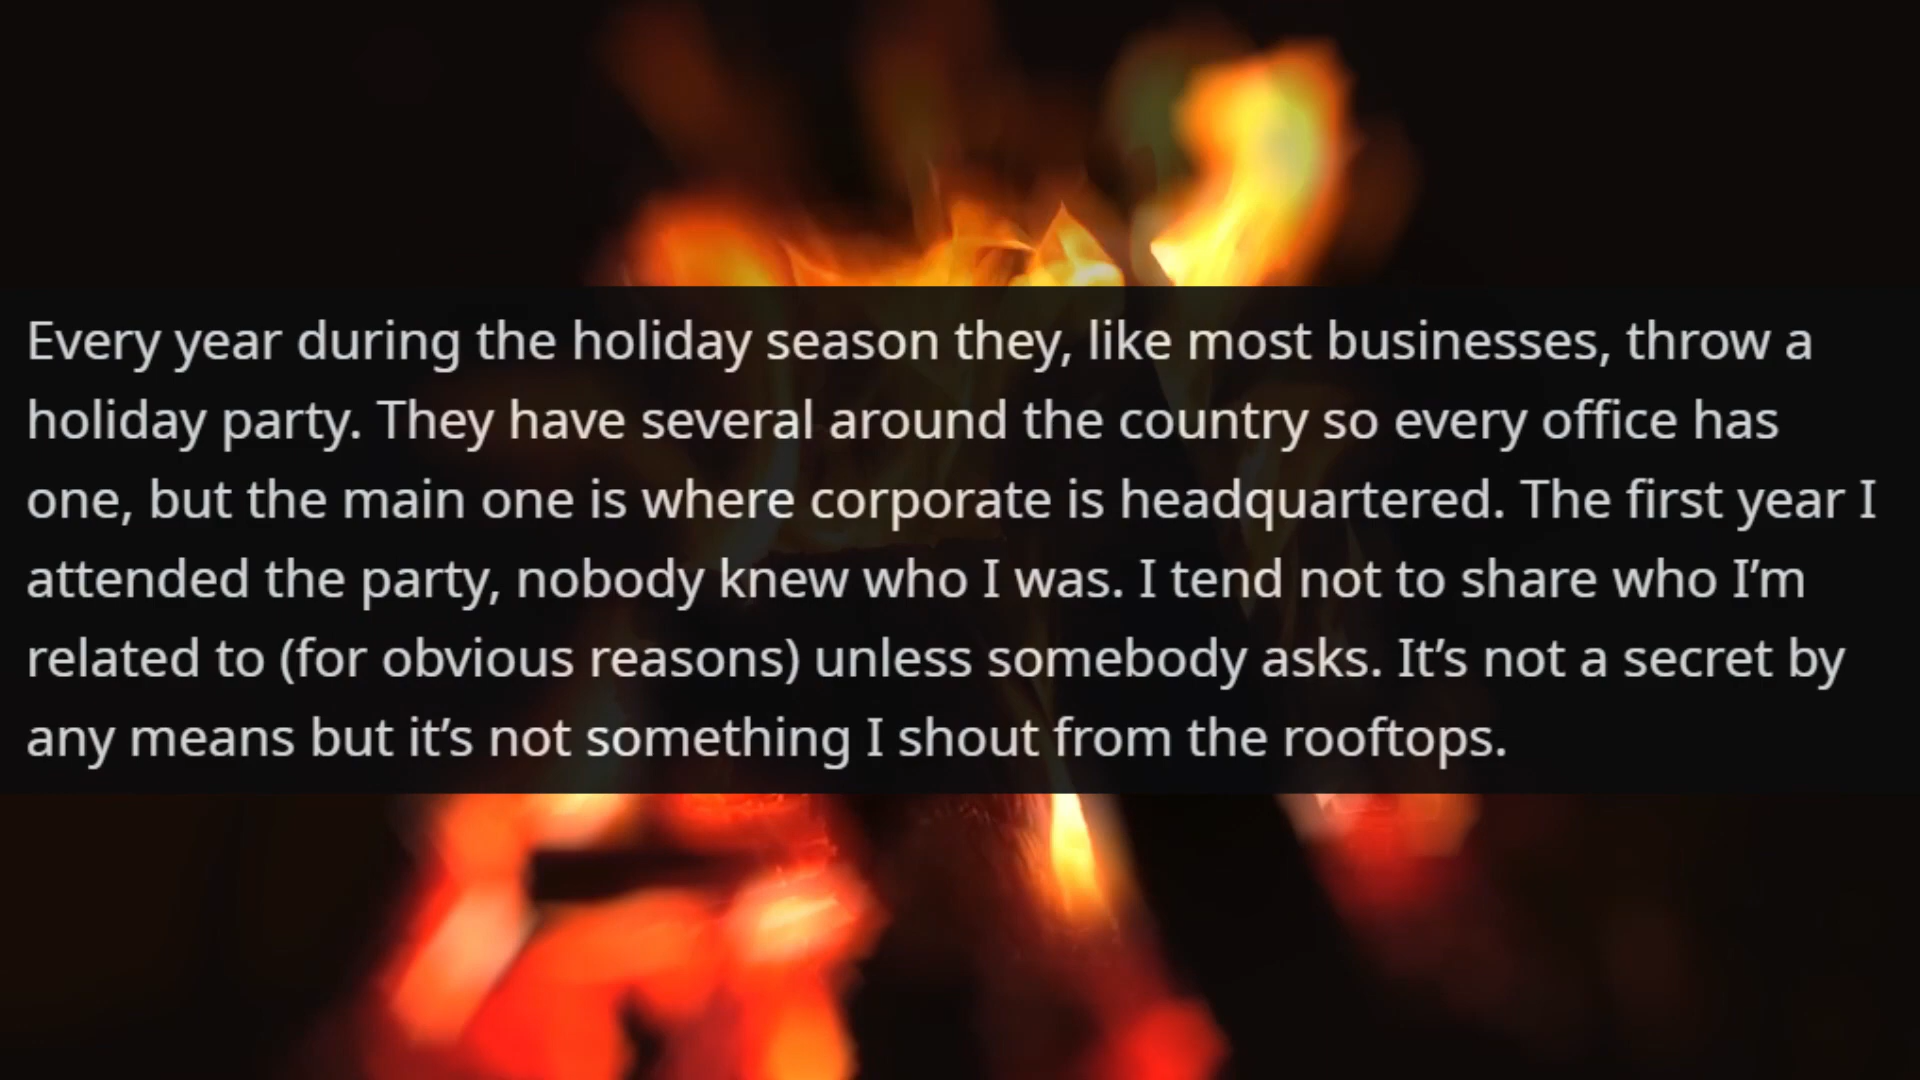 Every year during the holiday season they, like most businesses, throw a
holiday party. They have several around the country so every office has
one, but the main one is where corporate is headquartered. The first year I
attended the party, nobody knew who I was. I tend not to share who I’m
related to (for obvious reasons) unless somebody asks. It’s not a secret by
any means but it’s not something I shout from the rooftops.